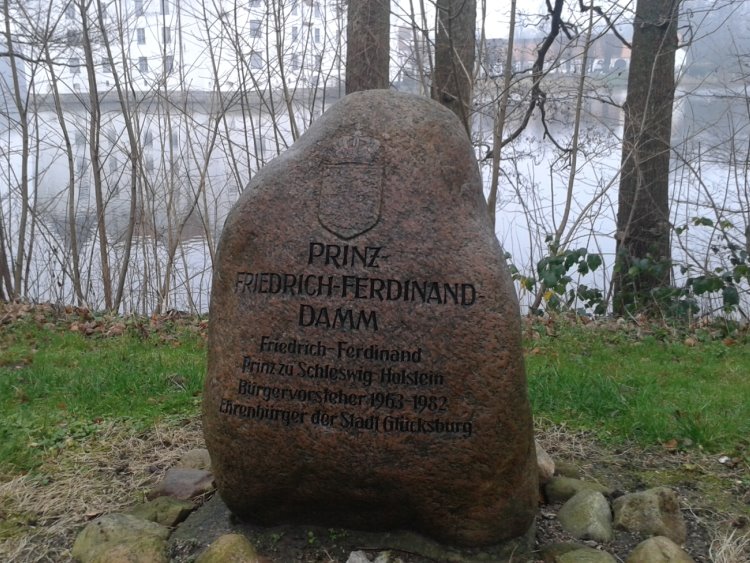 PRINZ-
FRIEDRICH-FERDINAND-
DAMM
Friedrich-Ferdinand
Prinz zu Schleswig-Holstein
Bürgervorsteher 1963-1982
Ehrenbürger der Stadt Glücksburg